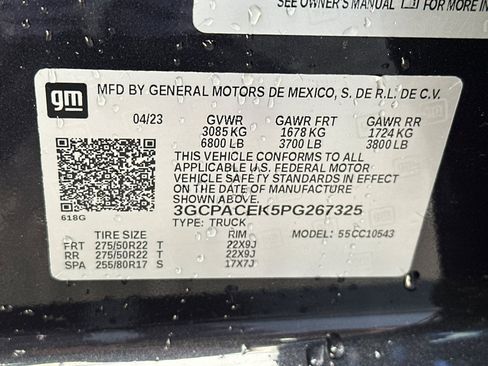 SEE OWNER'S MANUAL
FOR MORE INFOR
gm
MFD BY GENERAL MOTORS DE MEXICO, S. DE R.L. DE C.V.
04/23 GVWR GAWR FRT GAWR RR
3085 KG 1678 KG 1724 KG
6800 LB 3700 LB 3800 LB
THIS VEHICLE CONFORMS TO ALL
APPLICABLE U.S. FEDERAL MOTOR
VEHICLE SAFETY STANDARDS IN EFFECT
ON THE DATE OF MANUFACTURE SHOWN ABOVE.
3GCPACEK5PG267325
618G
TYPE: TRUCK MODEL: 55CC10543
TIRE SIZE RIM
FRT 275/50R22 T 22X9J
RR 275/50R22 T 22X9J
SPA 255/80R17 S 17X7J